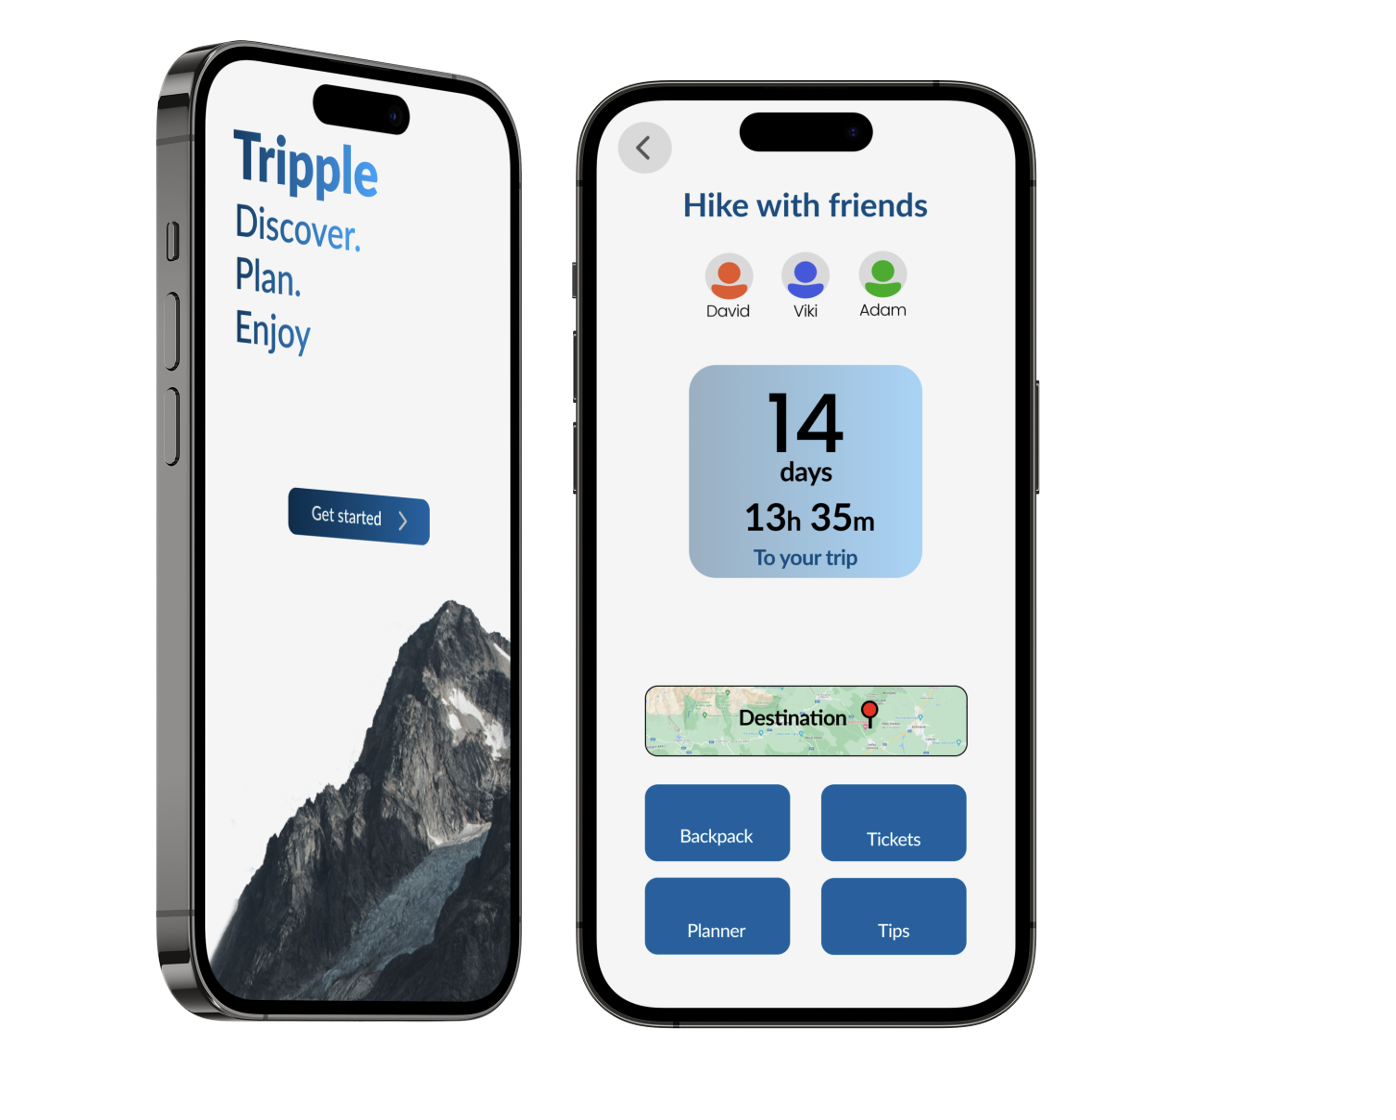 Tripple
Discover.
Plan.
Enjoy
Get started
Hike with friends
David Viki Adam
14
days
13h 35m
To your trip
Destination
Backpack Tickets
Planner Tips